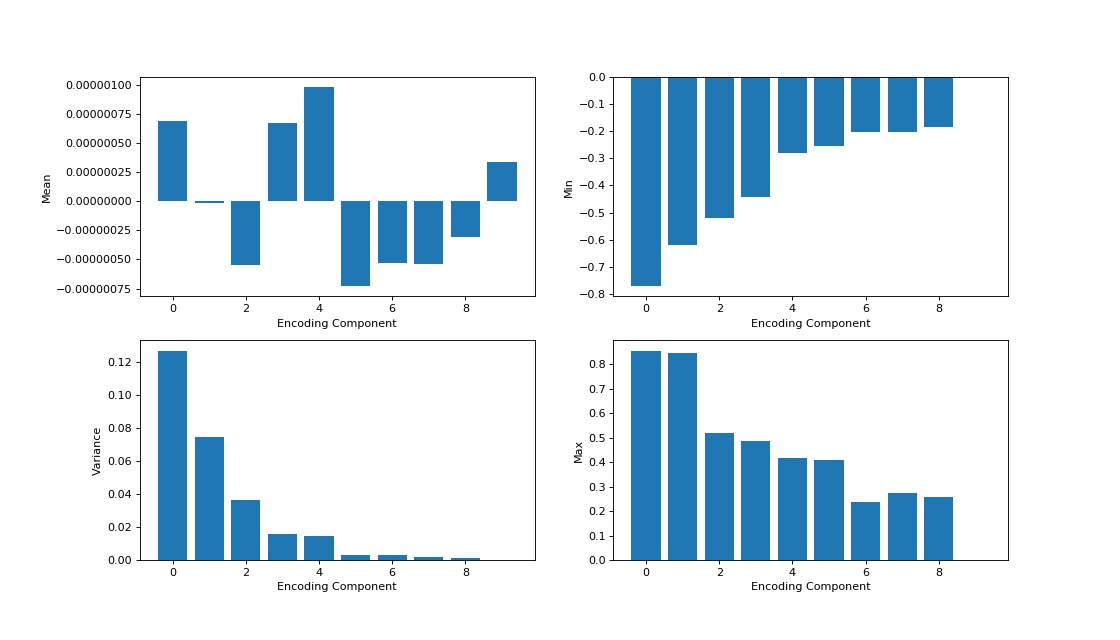 0.00000100
0.00000075
0.00000050
0.00000025
0.00000000
−0.00000025
−0.00000050
−0.00000075
Mean
0 2 4 6 8
Encoding Component
0.0
−0.1
−0.2
−0.3
−0.4
−0.5
−0.6
−0.7
−0.8
Min
0 2 4 6 8
Encoding Component
0.12
0.10
0.08
0.06
0.04
0.02
0.00
Variance
0 2 4 6 8
Encoding Component
0.8
0.7
0.6
0.5
0.4
0.3
0.2
0.1
0.0
Max
0 2 4 6 8
Encoding Component